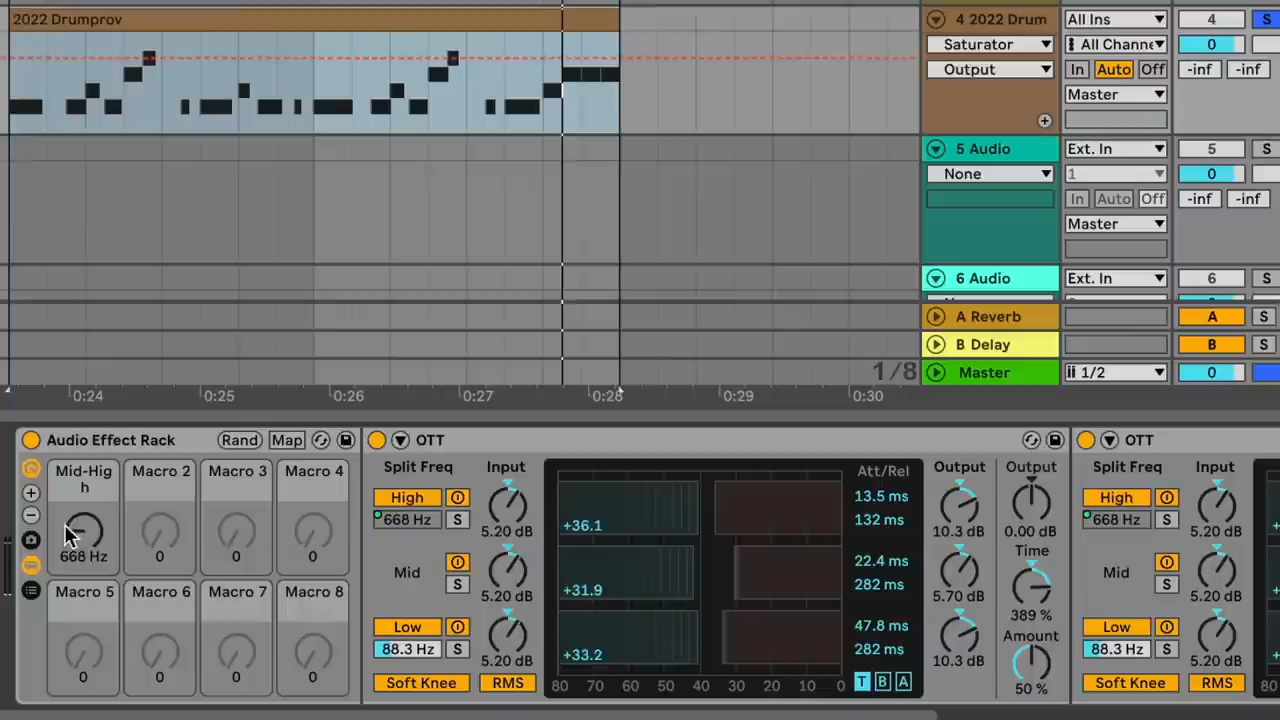 2022 Drumprov
4 2022 Drum All Ins 4 S
Saturator All Channe 0
Output In Auto Off -inf -inf
Master
5 Audio Ext. In 5 S
None 1 0
In Auto Off -inf -inf
Master
6 Audio Ext. In 6 S
A Reverb A S
B Delay B S
1/8 Master 1/2 0
0:24 0:25 0:26 0:27 0:28 0:29 0:30
Audio Effect Rack Rand Map OTT OTT
Mid-Hig
h Macro 2 Macro 3 Macro 4
668 Hz 0 0 0
Macro 5 Macro 6 Macro 7 Macro 8
0 0 0 0
Split Freq Input Att/Rel Output Output
High 13.5 ms
668 Hz S 5.20 dB +36.1 132 ms 10.3 dB 0.00 dB
Time
Mid 22.4 ms
S 5.20 dB +31.9 282 ms 5.70 dB 389 %
Low 47.8 ms Amount
88.3 Hz S 5.20 dB +33.2 282 ms 10.3 dB
Soft Knee RMS 80 70 60 50 40 30 20 10 0 T B A 50 %
Split Freq Input
High
668 Hz S 5.20 dB
Mid
S 5.20 dB
Low
88.3 Hz S 5.20 dB
Soft Knee RMS 80